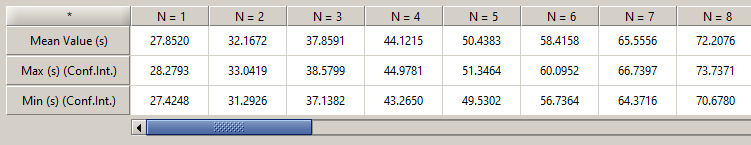 * N = 1 N = 2 N = 3 N = 4 N = 5 N = 6 N = 7 N = 8
Mean Value (s) 27.8520 32.1672 37.8591 44.1215 50.4383 58.4158 65.5556 72.2076
Max (s) (Conf.Int.) 28.2793 33.0419 38.5799 44.9781 51.3464 60.0952 66.7397 73.7371
Min (s) (Conf.Int.) 27.4248 31.2926 37.1382 43.2650 49.5302 56.7364 64.3716 70.6780